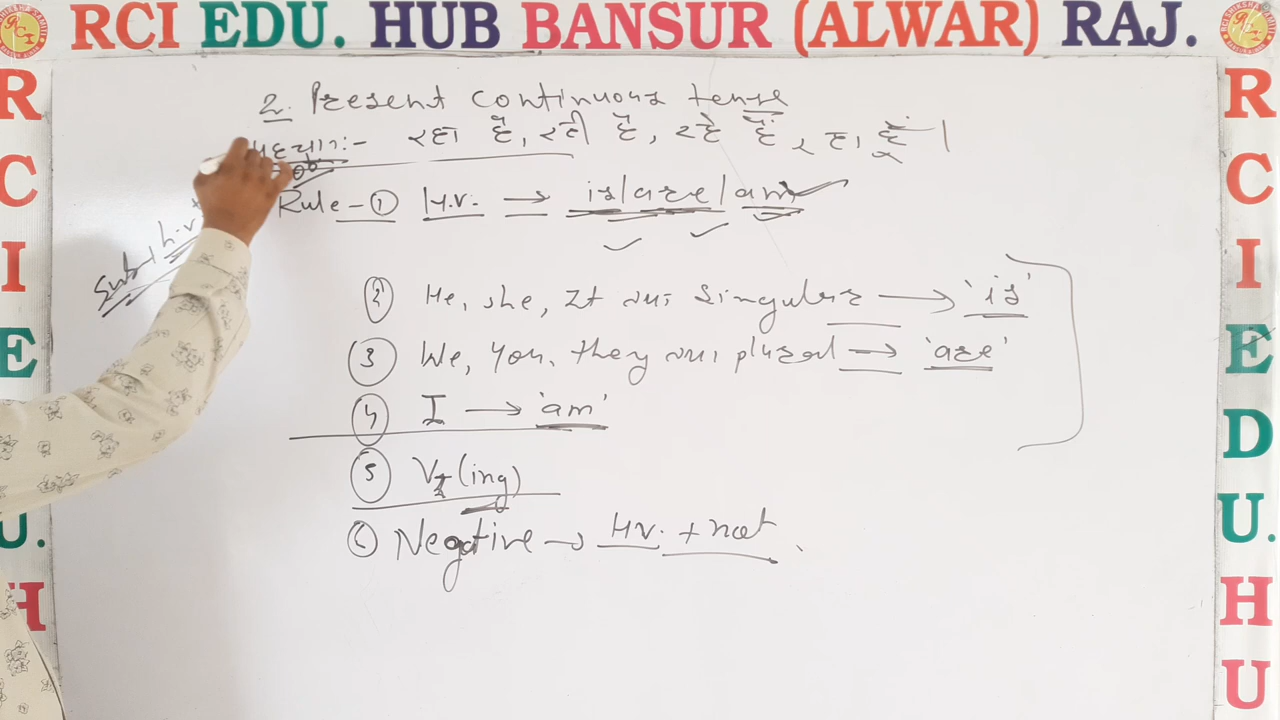 RCI EDU. HUB BANSUR (ALWAR) RAJ.
2. Present continuous tense
पहचान:- रहा है, रही है, रहे हैं, रहा हूँ।
Rule-① H.V. → is/are/am
Sub + h.v +
② He, she, It singular → 'is'
③ We, You, they plural → 'are'
④ I → 'am'
⑤ V1 (ing)
⑥ Negative → HV. + not
R
C
I
E
U.
H
R
C
I
E
D
U.
H
U